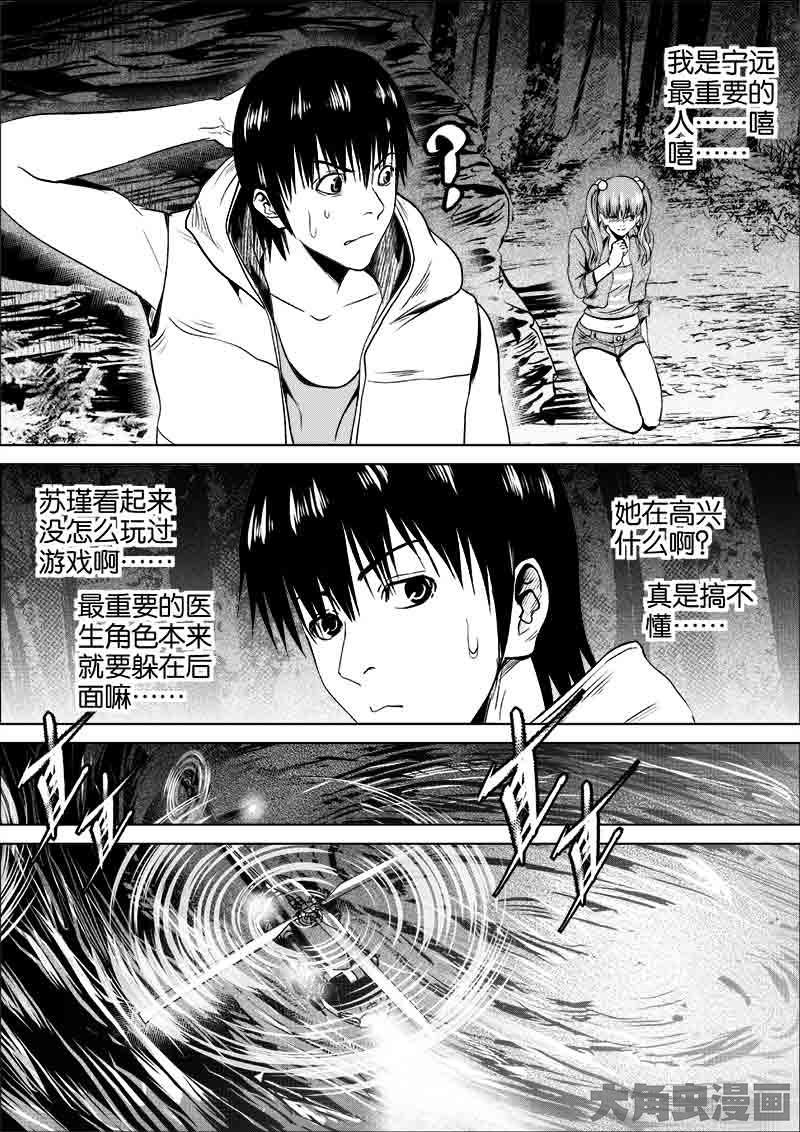 我是宁远
最重要的
人……嘻
嘻……
?
苏瑾看起来
没怎么玩过
游戏啊……
最重要的医
生角色本来
就要躲在后
面嘛……
她在高兴
什么啊?
真是搞不
懂……
大角虫漫画